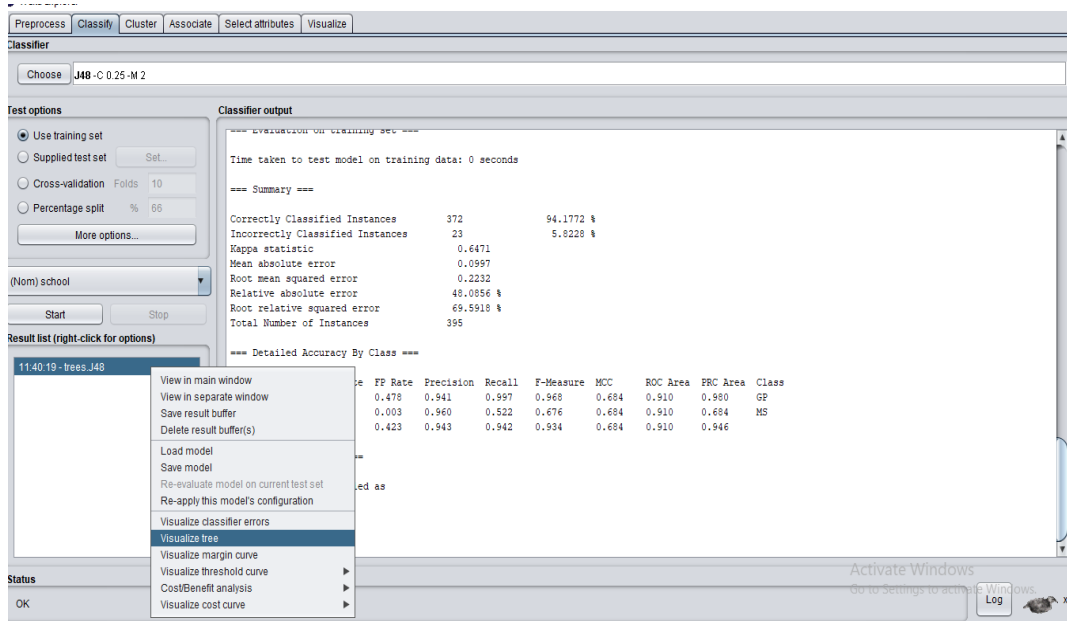 Preprocess Classify Cluster Associate Select attributes Visualize
Classifier
Choose J48 -C 0.25 -M 2
Test options
Use training set
Supplied test set Set...
Cross-validation Folds 10
Percentage split % 66
More options...
(Nom) school
Start Stop
Result list (right-click for options)
11:40:19 - trees.J48
Classifier output
=== Evaluation on training set ===
Time taken to test model on training data: 0 seconds
=== Summary ===
Correctly Classified Instances 372 94.1772 %
Incorrectly Classified Instances 23 5.8228 %
Kappa statistic 0.6471
Mean absolute error 0.0997
Root mean squared error 0.2232
Relative absolute error 48.0856 %
Root relative squared error 69.5918 %
Total Number of Instances 395
=== Detailed Accuracy By Class ===
FP Rate Precision Recall F-Measure MCC ROC Area PRC Area Class
0.478 0.941 0.997 0.968 0.684 0.910 0.980 GP
0.003 0.960 0.522 0.676 0.684 0.910 0.684 MS
0.423 0.943 0.942 0.934 0.684 0.910 0.946
==
ed as
View in main window
View in separate window
Save result buffer
Delete result buffer(s)
Load model
Save model
Re-evaluate model on current test set
Re-apply this model's configuration
Visualize classifier errors
Visualize tree
Visualize margin curve
Visualize threshold curve
Cost/Benefit analysis
Visualize cost curve
Activate Windows
Go to Settings to activate Windows.
Status
OK
Log
x